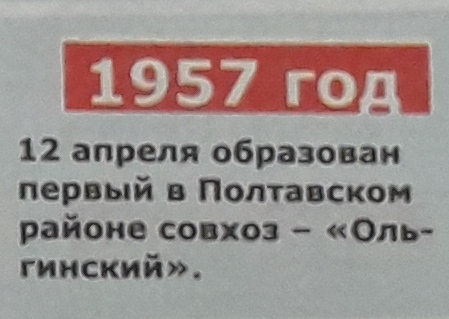 1957 год
12 апреля образован
первый в Полтавском
районе совхоз – «Оль-
гинский».